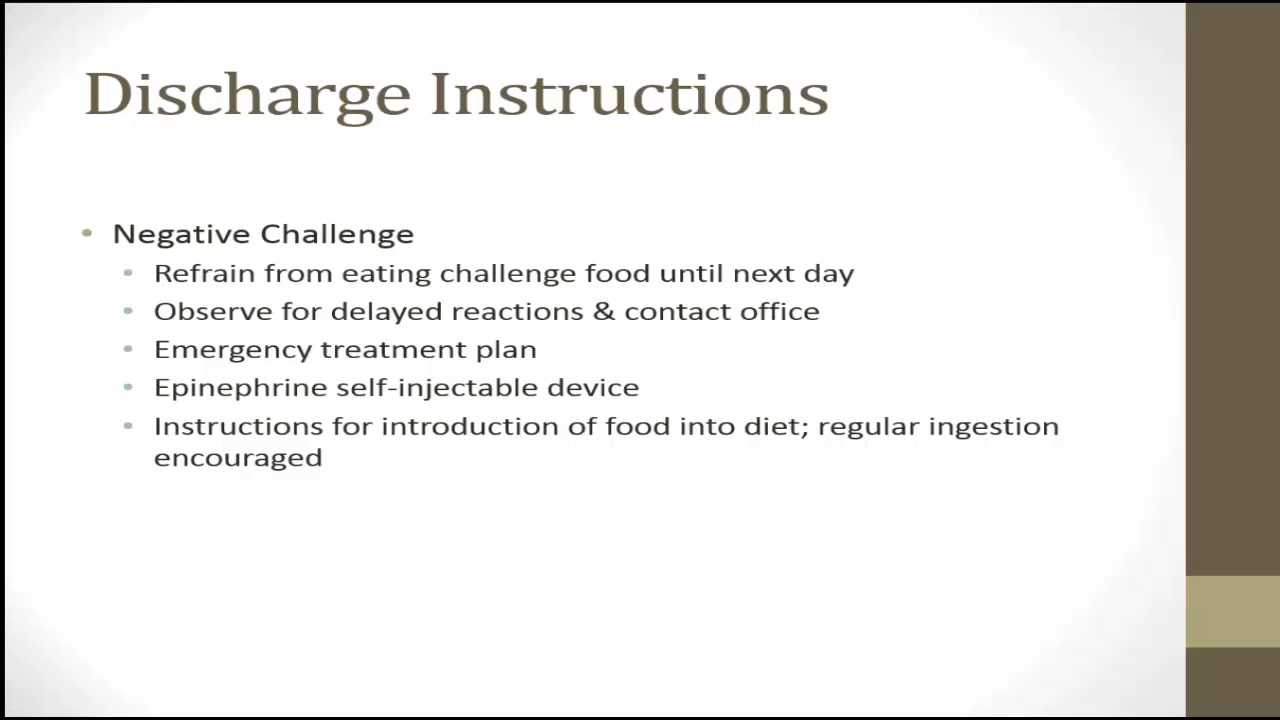 Discharge Instructions
• Negative Challenge
• Refrain from eating challenge food until next day
• Observe for delayed reactions & contact office
• Emergency treatment plan
• Epinephrine self-injectable device
• Instructions for introduction of food into diet; regular ingestion
encouraged